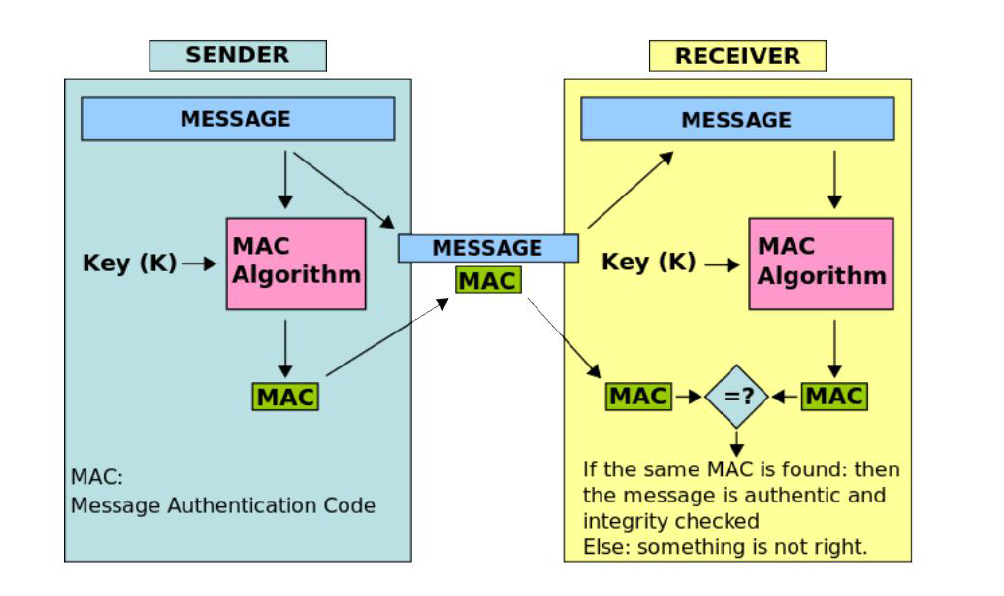 SENDER
MESSAGE
Key (K)
MAC
Algorithm
MAC
MAC:
Message Authentication Code
MESSAGE
MAC
RECEIVER
MESSAGE
Key (K)
MAC
Algorithm
MAC
=?
MAC
If the same MAC is found: then
the message is authentic and
integrity checked
Else: something is not right.